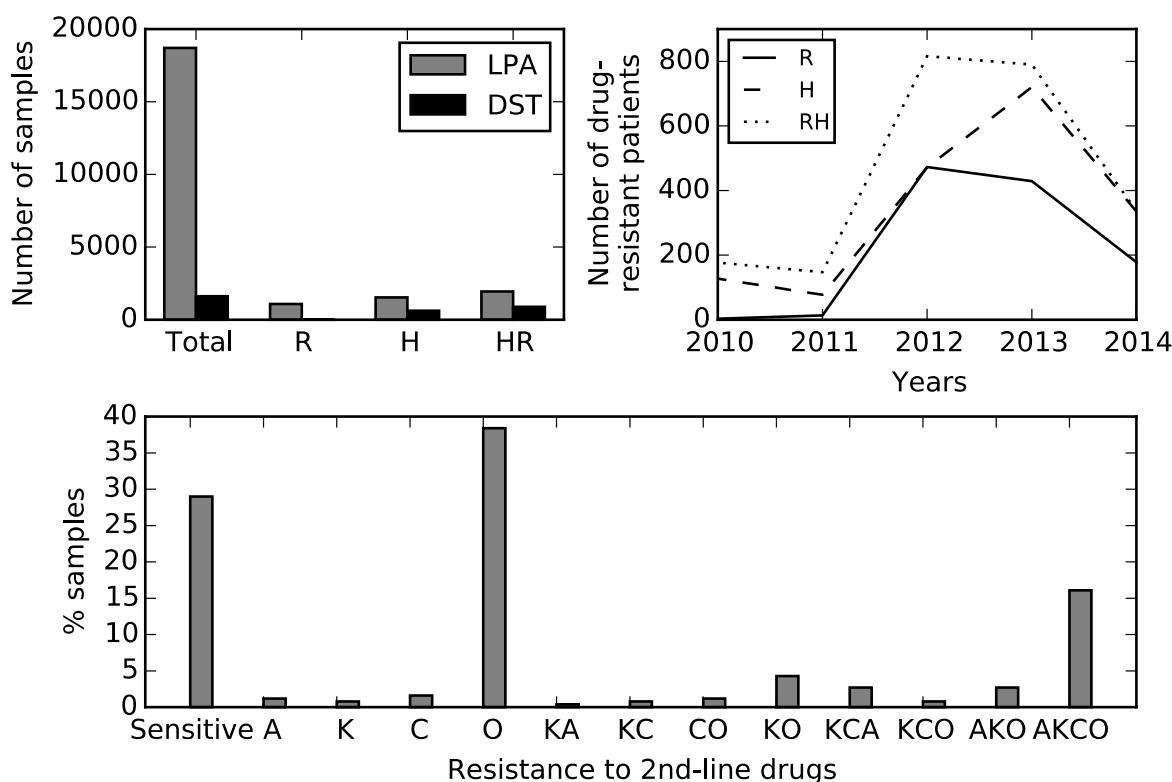 20000
15000
10000
5000
0
Number of samples
LPA
DST
Total R H HR
800
600
400
200
0
Number of drug-
resistant patients
R
H
RH
2010 2011 2012 2013 2014
Years
40
35
30
25
20
15
10
5
0
% samples
Sensitive A K C O KA KC CO KO KCA KCO AKO AKCO
Resistance to 2nd-line drugs